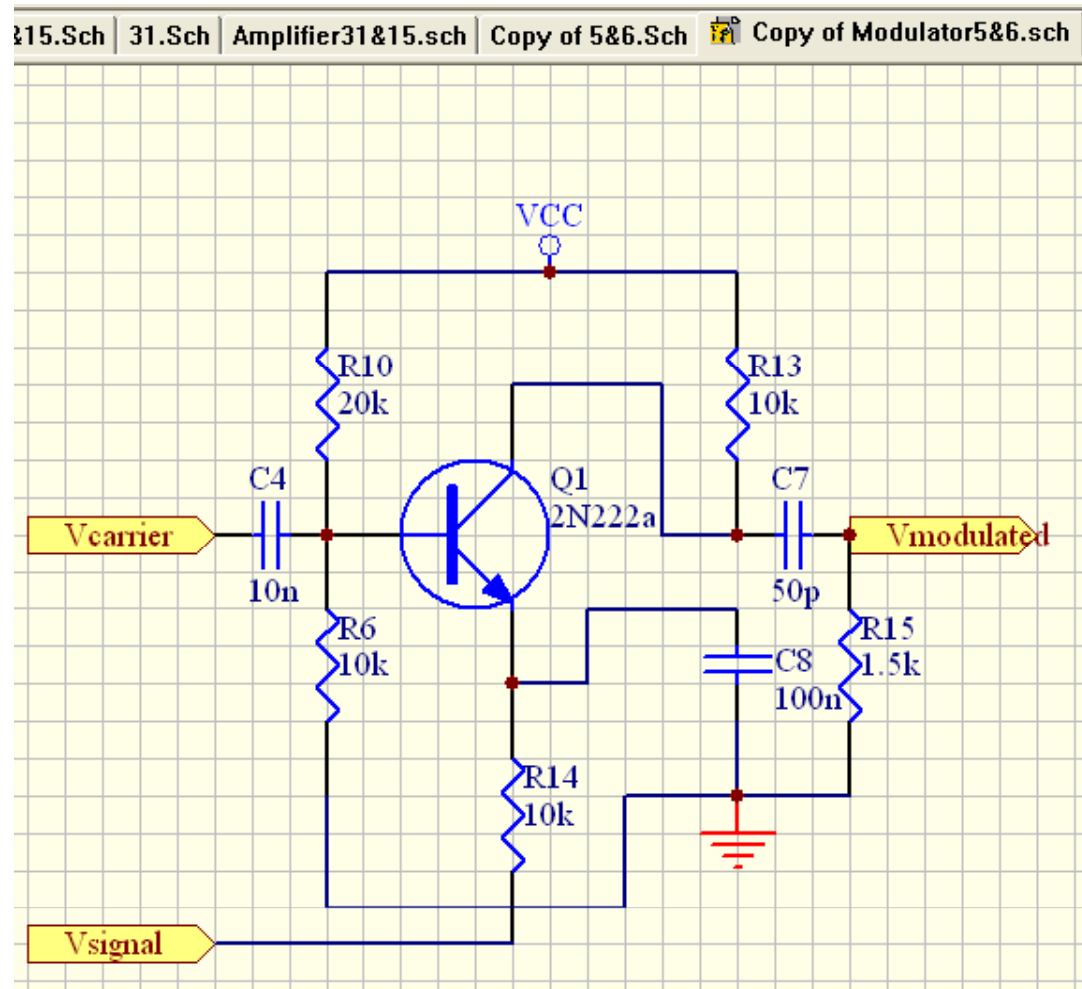 &15.Sch 31.Sch Amplifier31&15.sch Copy of 5&6.Sch Copy of Modulator5&6.sch
VCC
R10
20k
R13
10k
C4
10n
Q1
2N222a
C7
50p
Vcarrier
Vmodulated
R6
10k
C8
100n
R15
1.5k
R14
10k
Vsignal